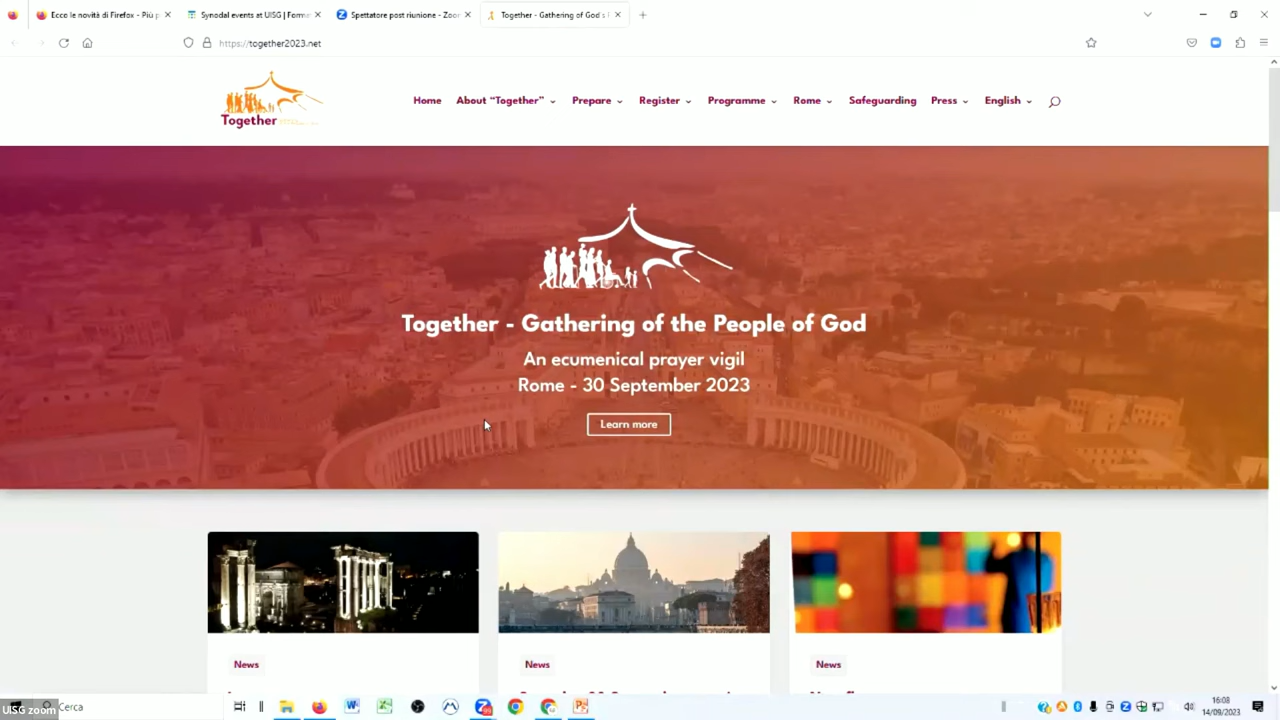 Ecco le novità di Firefox - Più p
Synodal events at UISG | Forma
Spettatore post riunione - Zoo
Together - Gathering of God's
https://together2023.net
Together
Home
About “Together”
Prepare
Register
Programme
Rome
Safeguarding
Press
English
Together - Gathering of the People of God
An ecumenical prayer vigil
Rome - 30 September 2023
Learn more
News
News
News
UISG zoom
Cerca
16:08
14/09/2023